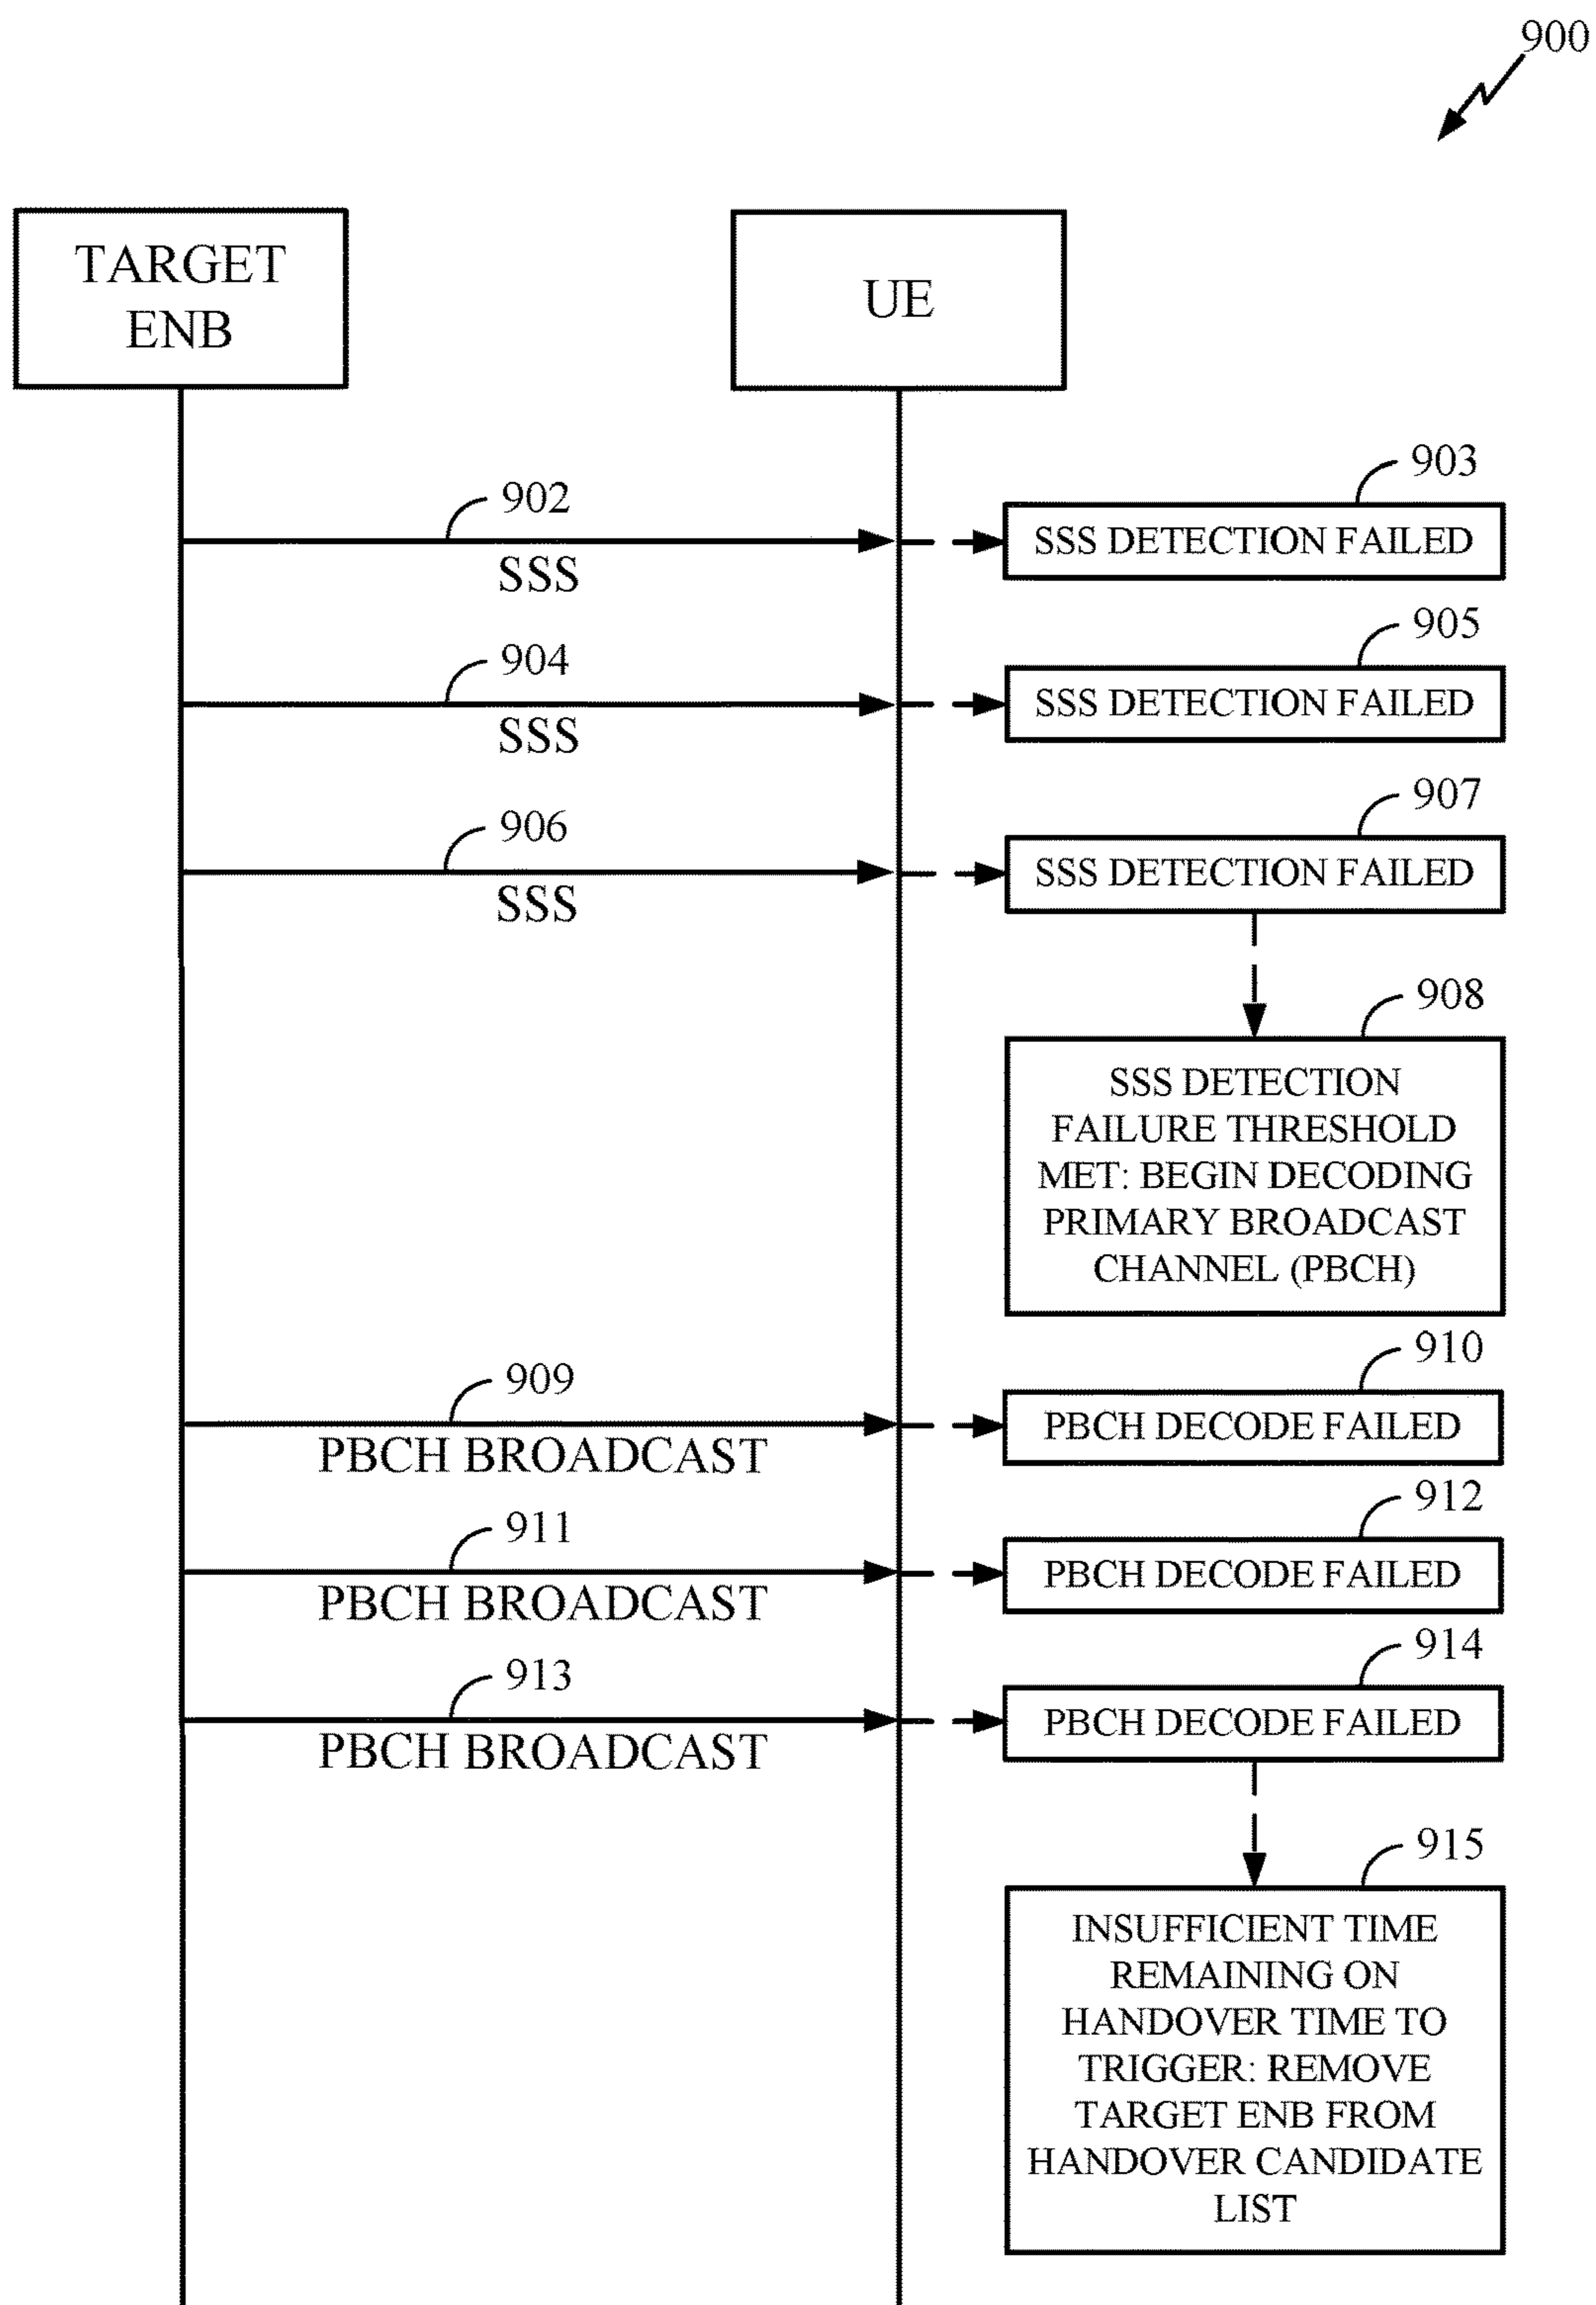 900
TARGET
ENB
UE
902
SSS
903
SSS DETECTION FAILED
904
SSS
905
SSS DETECTION FAILED
906
SSS
907
SSS DETECTION FAILED
908
SSS DETECTION
FAILURE THRESHOLD
MET: BEGIN DECODING
PRIMARY BROADCAST
CHANNEL (PBCH)
909
PBCH BROADCAST
910
PBCH DECODE FAILED
911
PBCH BROADCAST
912
PBCH DECODE FAILED
913
PBCH BROADCAST
914
PBCH DECODE FAILED
915
INSUFFICIENT TIME
REMAINING ON
HANDOVER TIME TO
TRIGGER: REMOVE
TARGET ENB FROM
HANDOVER CANDIDATE
LIST